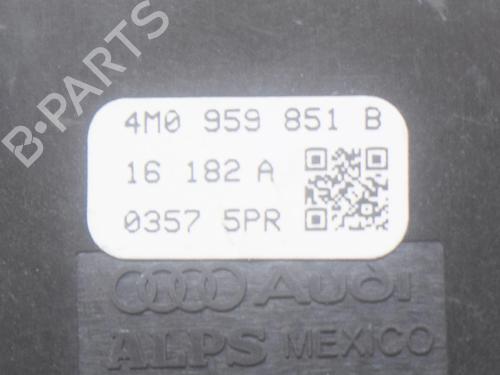 B-PARTS
4M0 959 851 B
16 182 A
0357 5PR
AUDI
ALPS MEXICO